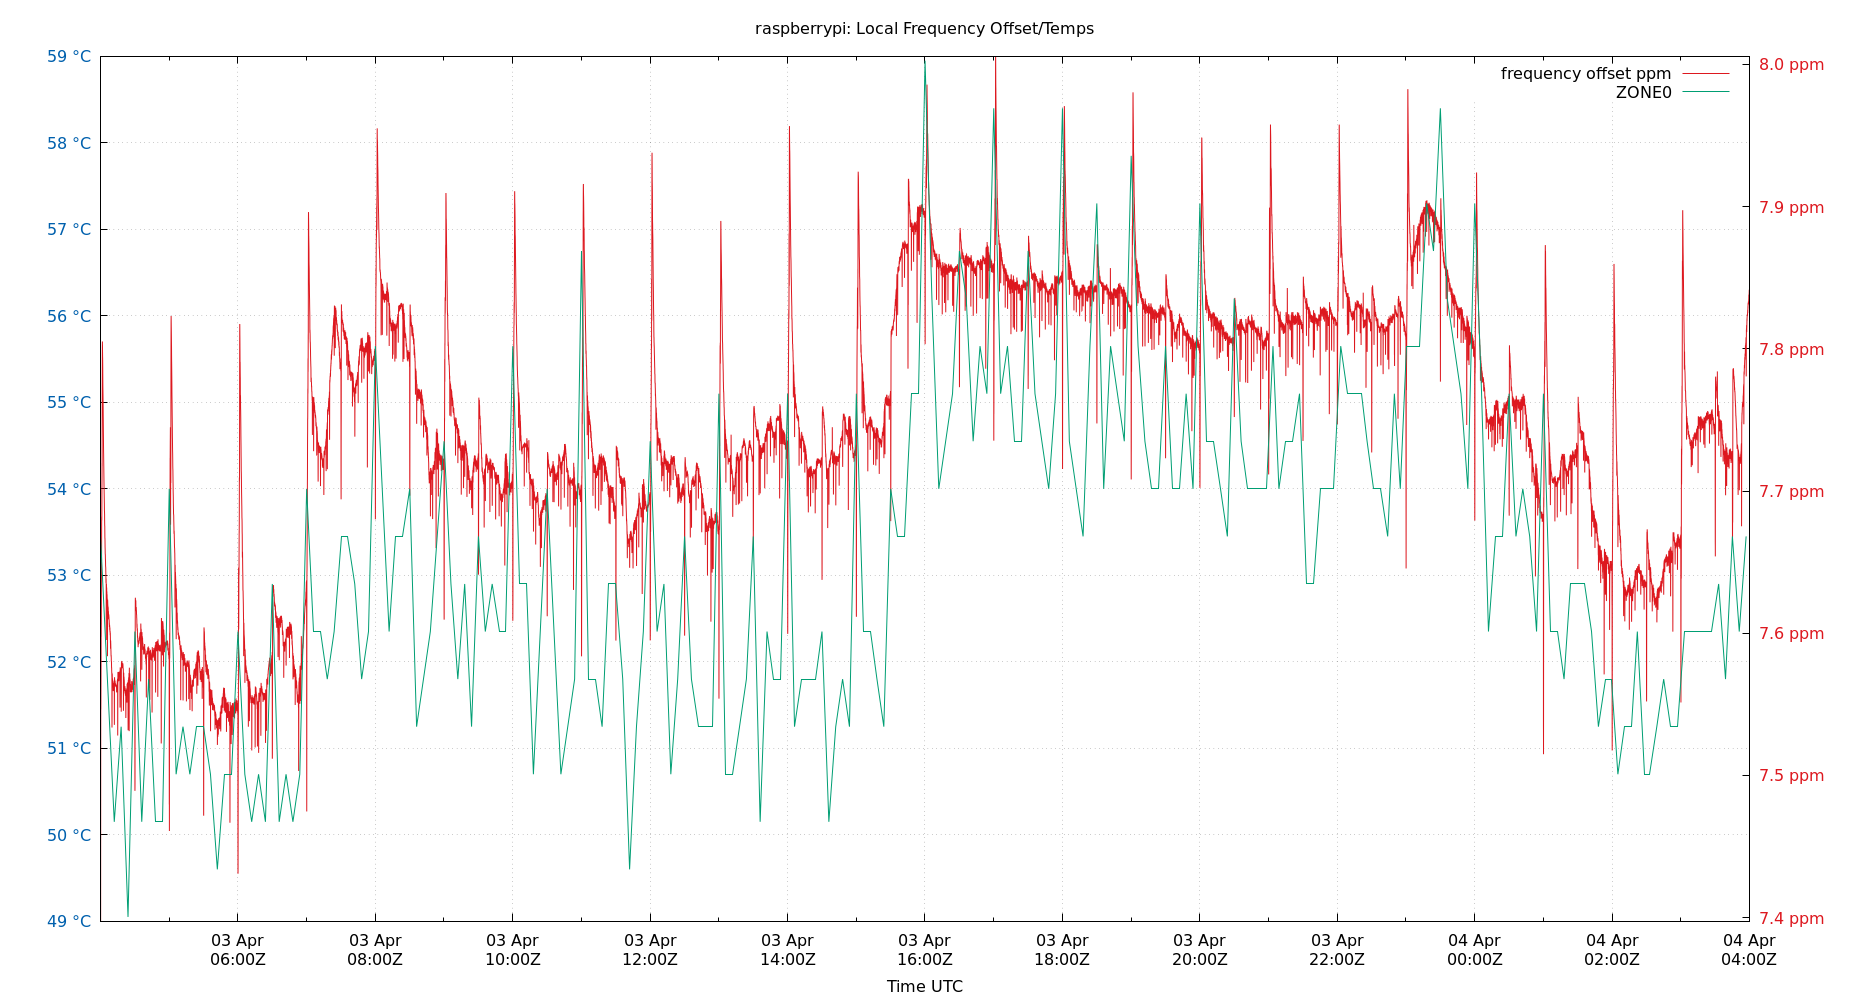 raspberrypi: Local Frequency Offset/Temps
59 °C
58 °C
57 °C
56 °C
55 °C
54 °C
53 °C
52 °C
51 °C
50 °C
49 °C
frequency offset ppm
ZONE0
8.0 ppm
7.9 ppm
7.8 ppm
7.7 ppm
7.6 ppm
7.5 ppm
7.4 ppm
03 Apr 03 Apr 03 Apr 03 Apr 03 Apr 03 Apr 03 Apr 03 Apr 03 Apr 04 Apr 04 Apr 04 Apr
06:00Z 08:00Z 10:00Z 12:00Z 14:00Z 16:00Z 18:00Z 20:00Z 22:00Z 00:00Z 02:00Z 04:00Z
Time UTC